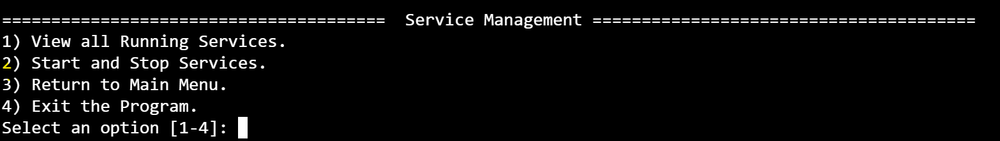 ======================================= Service Management =======================================
1) View all Running Services.
2) Start and Stop Services.
3) Return to Main Menu.
4) Exit the Program.
Select an option [1-4]: